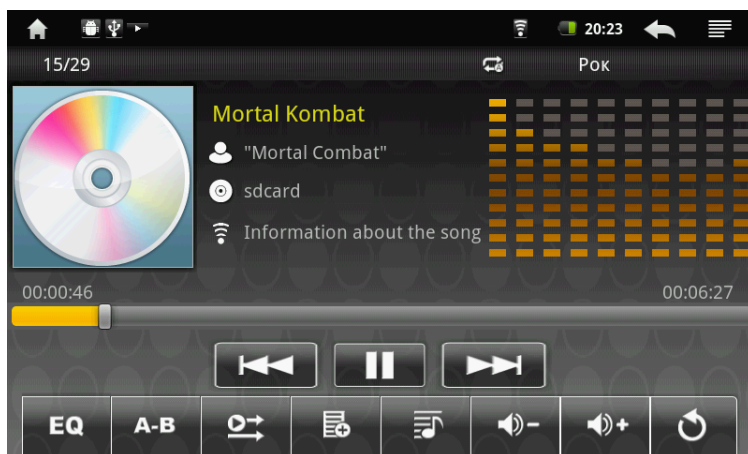 20:23
15/29
Рок
Mortal Kombat
"Mortal Combat"
sdcard
Information about the song
00:00:46
00:06:27
EQ
A-B